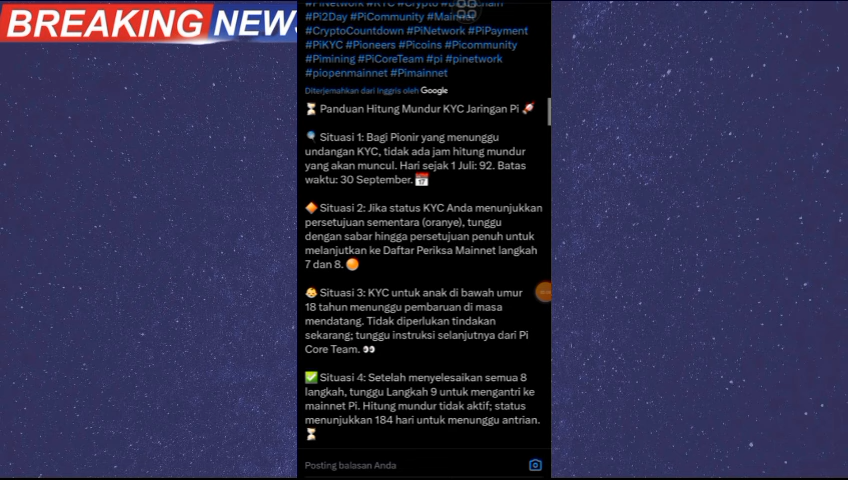 BREAKING NEWS
#Pi2Day #PiCommunity #Mainnet
#CryptoCountdown #PiNetwork #PiPayment
#PiKYC #Pioneers #Picoins #Picommunity
#Pimining #PiCoreTeam #pi #pinetwork
#piopenmainnet #Pimainnet
Diterjemahkan dari Inggris oleh Google
⏳ Panduan Hitung Mundur KYC Jaringan Pi 🚀
Situasi 1: Bagi Pionir yang menunggu
undangan KYC, tidak ada jam hitung mundur
yang akan muncul. Hari sejak 1 Juli: 92. Batas
waktu: 30 September. 📅
🔶 Situasi 2: Jika status KYC Anda menunjukkan
persetujuan sementara (oranye), tunggu
dengan sabar hingga persetujuan penuh untuk
melanjutkan ke Daftar Periksa Mainnet langkah
7 dan 8. 🟠
👶 Situasi 3: KYC untuk anak di bawah umur
18 tahun menunggu pembaruan di masa
mendatang. Tidak diperlukan tindakan
sekarang; tunggu instruksi selanjutnya dari Pi
Core Team. 👀
✅ Situasi 4: Setelah menyelesaikan semua 8
langkah, tunggu Langkah 9 untuk mengantri ke
mainnet Pi. Hitung mundur tidak aktif; status
menunjukkan 184 hari untuk menunggu antrian.
⏳
Posting balasan Anda